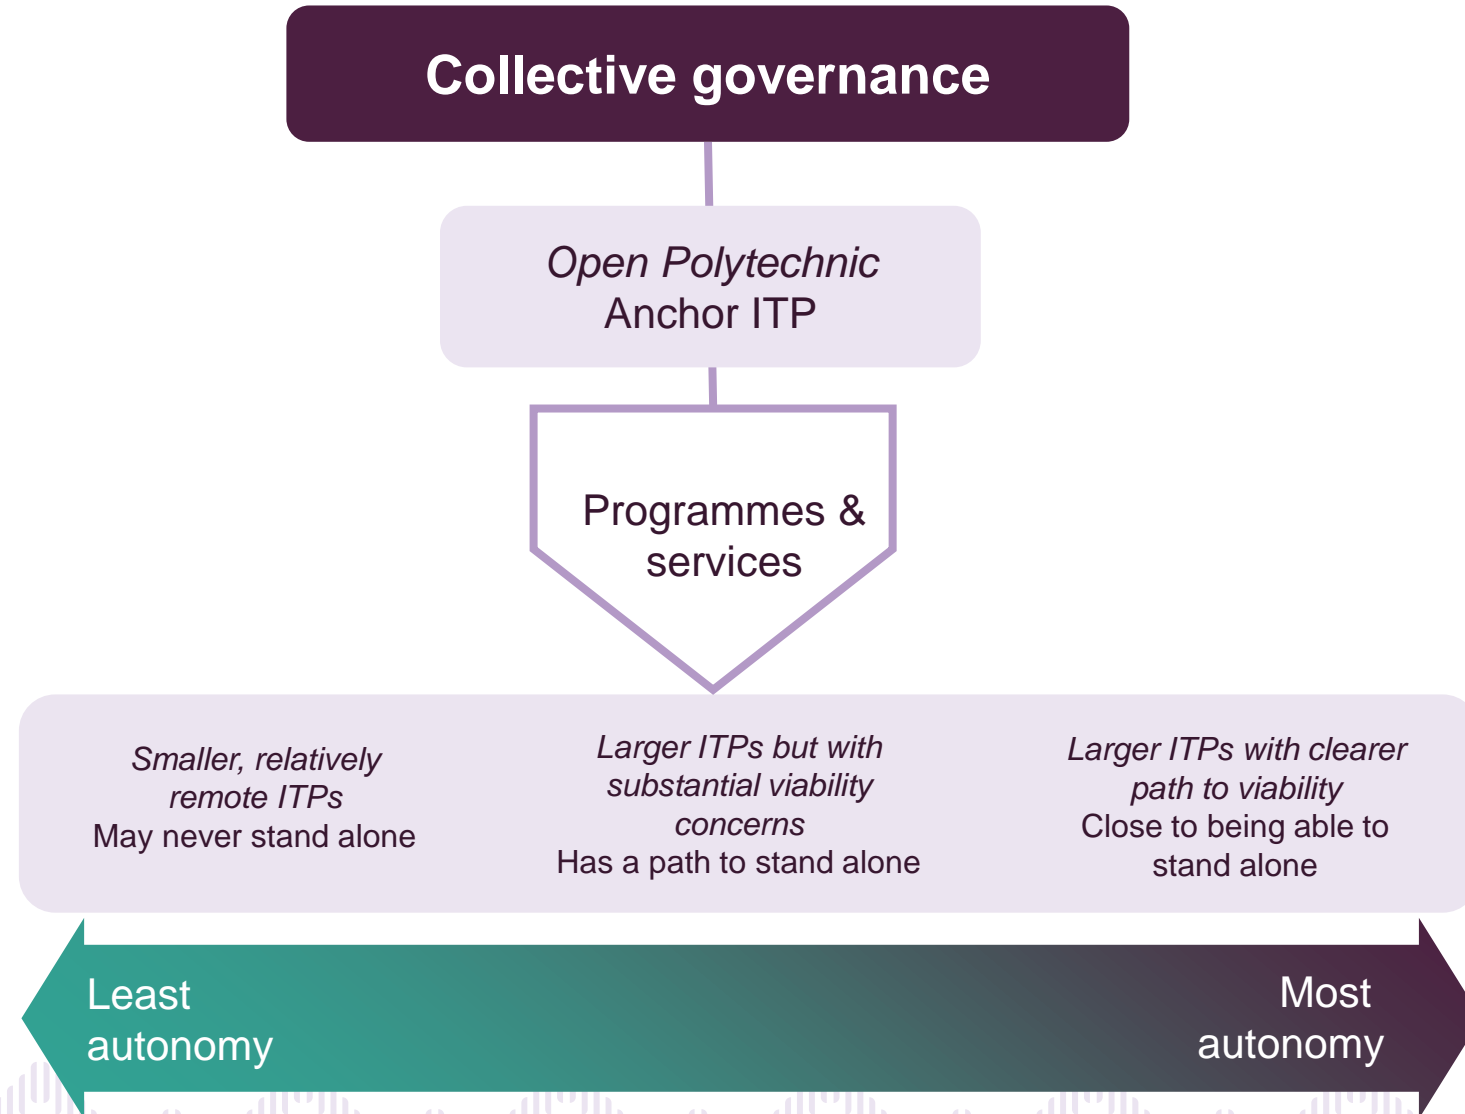 Collective governance
Open Polytechnic
Anchor ITP
Programmes &
services
Smaller, relatively
remote ITPs
May never stand alone
Larger ITPs but with
substantial viability
concerns
Has a path to stand alone
Larger ITPs with clearer
path to viability
Close to being able to
stand alone
Least
autonomy
Most
autonomy